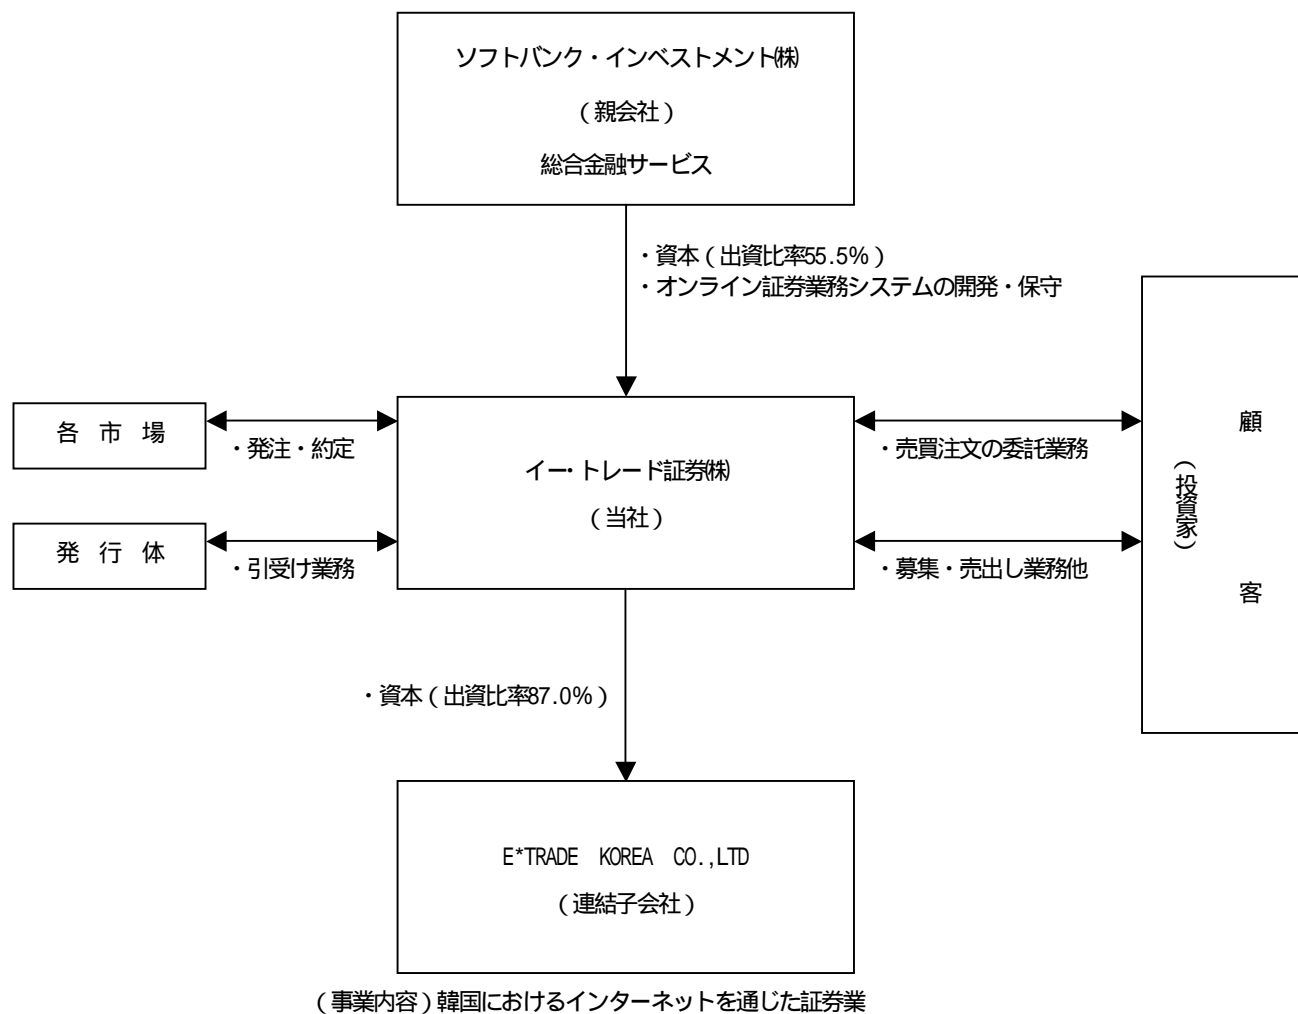 ソフトバンク・インベストメント㈱
（親会社）
総合金融サービス
・資本（出資比率55.5％）
・オンライン証券業務システムの開発・保守
各　市　場
・発注・約定
イー・トレード証券㈱
（当社）
・売買注文の委託業務
顧客
（投資家）
発　行　体
・引受け業務
・募集・売出し業務他
・資本（出資比率87.0％）
E*TRADE　KOREA　CO.,LTD
（連結子会社）
（事業内容）韓国におけるインターネットを通じた証券業